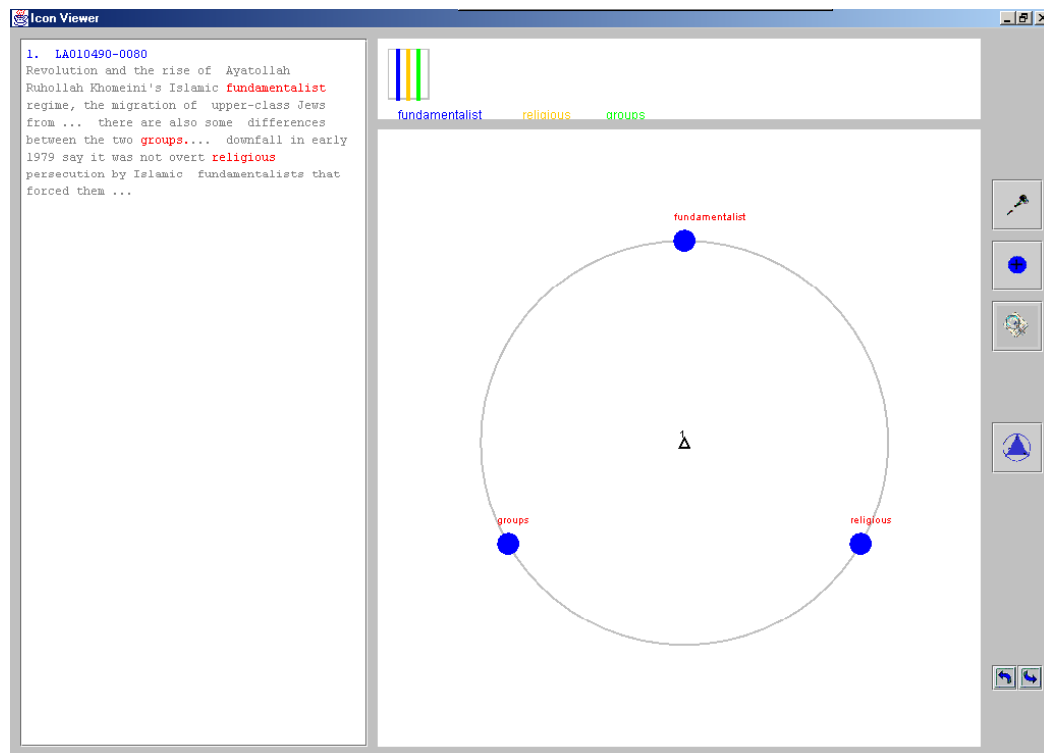 Icon Viewer
1. LA010490-0080
Revolution and the rise of Ayatollah
Ruhollah Khomeini's Islamic fundamentalist
regime, the migration of upper-class Jews
from ... there are also some differences
between the two groups.... downfall in early
1979 say it was not overt religious
persecution by Islamic fundamentalists that
forced them ...
fundamentalist religious groups
fundamentalist
1
groups
religious